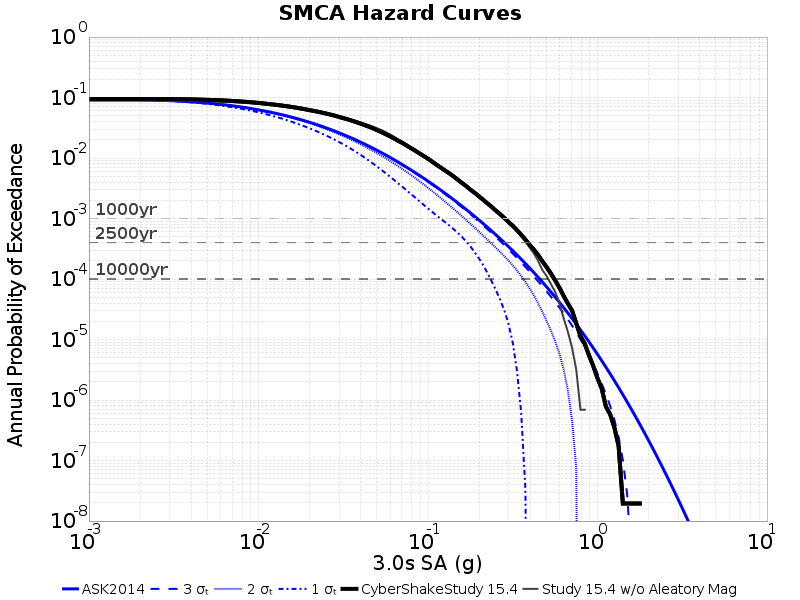 SMCA Hazard Curves
Annual Probability of Exceedance
10^0
10^-1
10^-2
10^-3
10^-4
10^-5
10^-6
10^-7
10^-8
1000yr
2500yr
10000yr
10^-3 10^-2 10^-1 10^0 10^1
3.0s SA (g)
ASK2014 3 σₜ 2 σₜ 1 σₜ CyberShakeStudy 15.4 Study 15.4 w/o Aleatory Mag